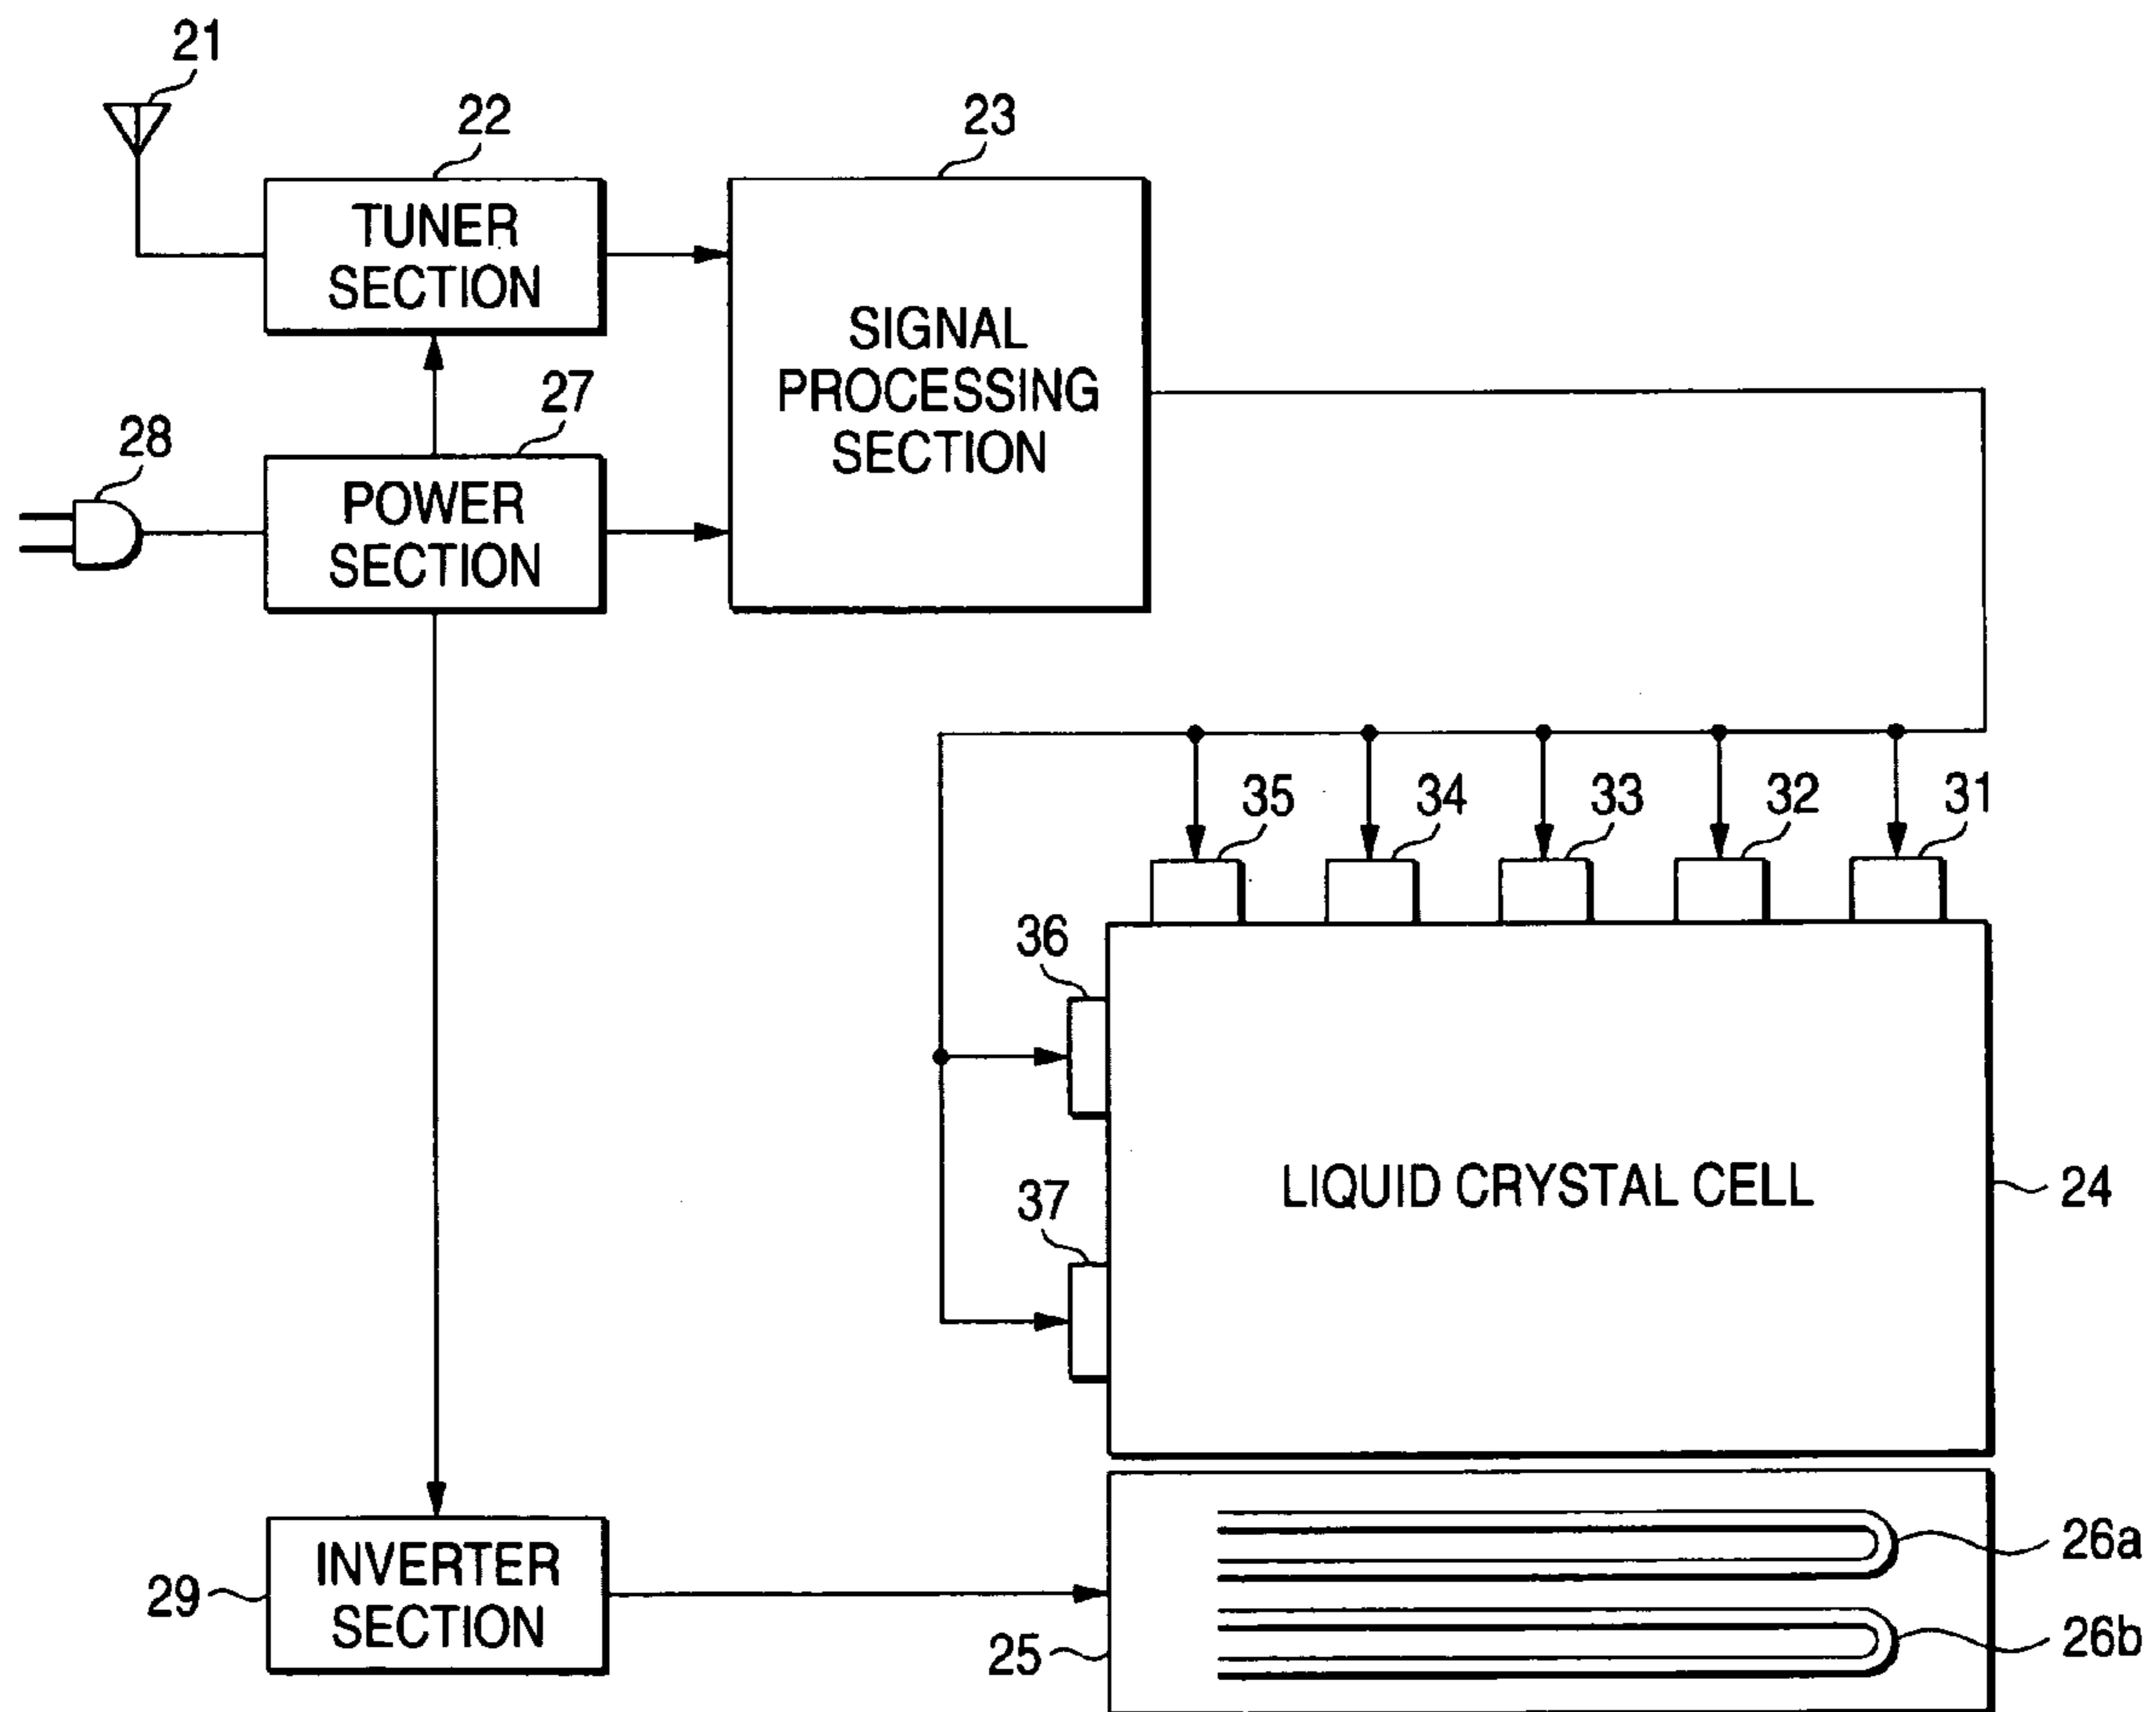 21
22
23
TUNER
SECTION
SIGNAL
PROCESSING
SECTION
27
28
POWER
SECTION
35
34
33
32
31
36
37
LIQUID CRYSTAL CELL
24
INVERTER
SECTION
29
25
26a
26b